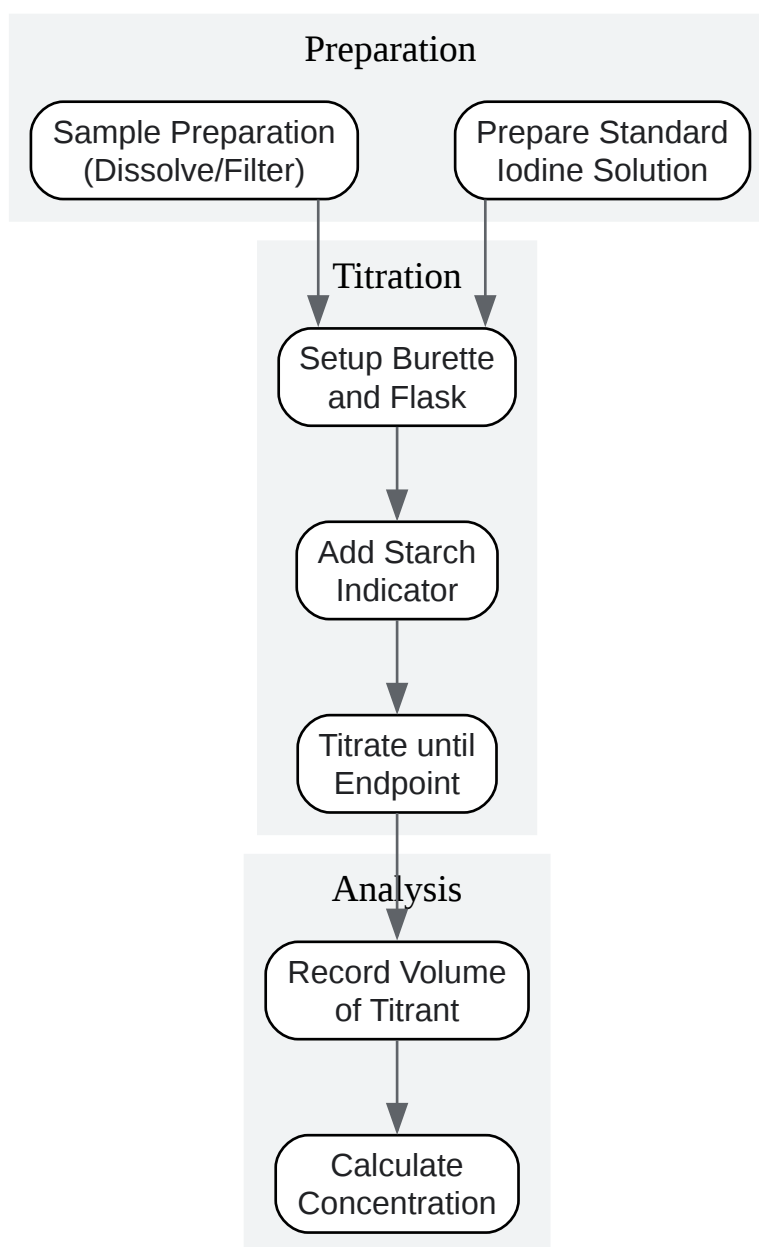 Preparation
Sample Preparation
(Dissolve/Filter)
Prepare Standard
Iodine Solution
Titration
Setup Burette
and Flask
Add Starch
Indicator
Titrate until
Endpoint
Analysis
Record Volume
of Titrant
Calculate
Concentration